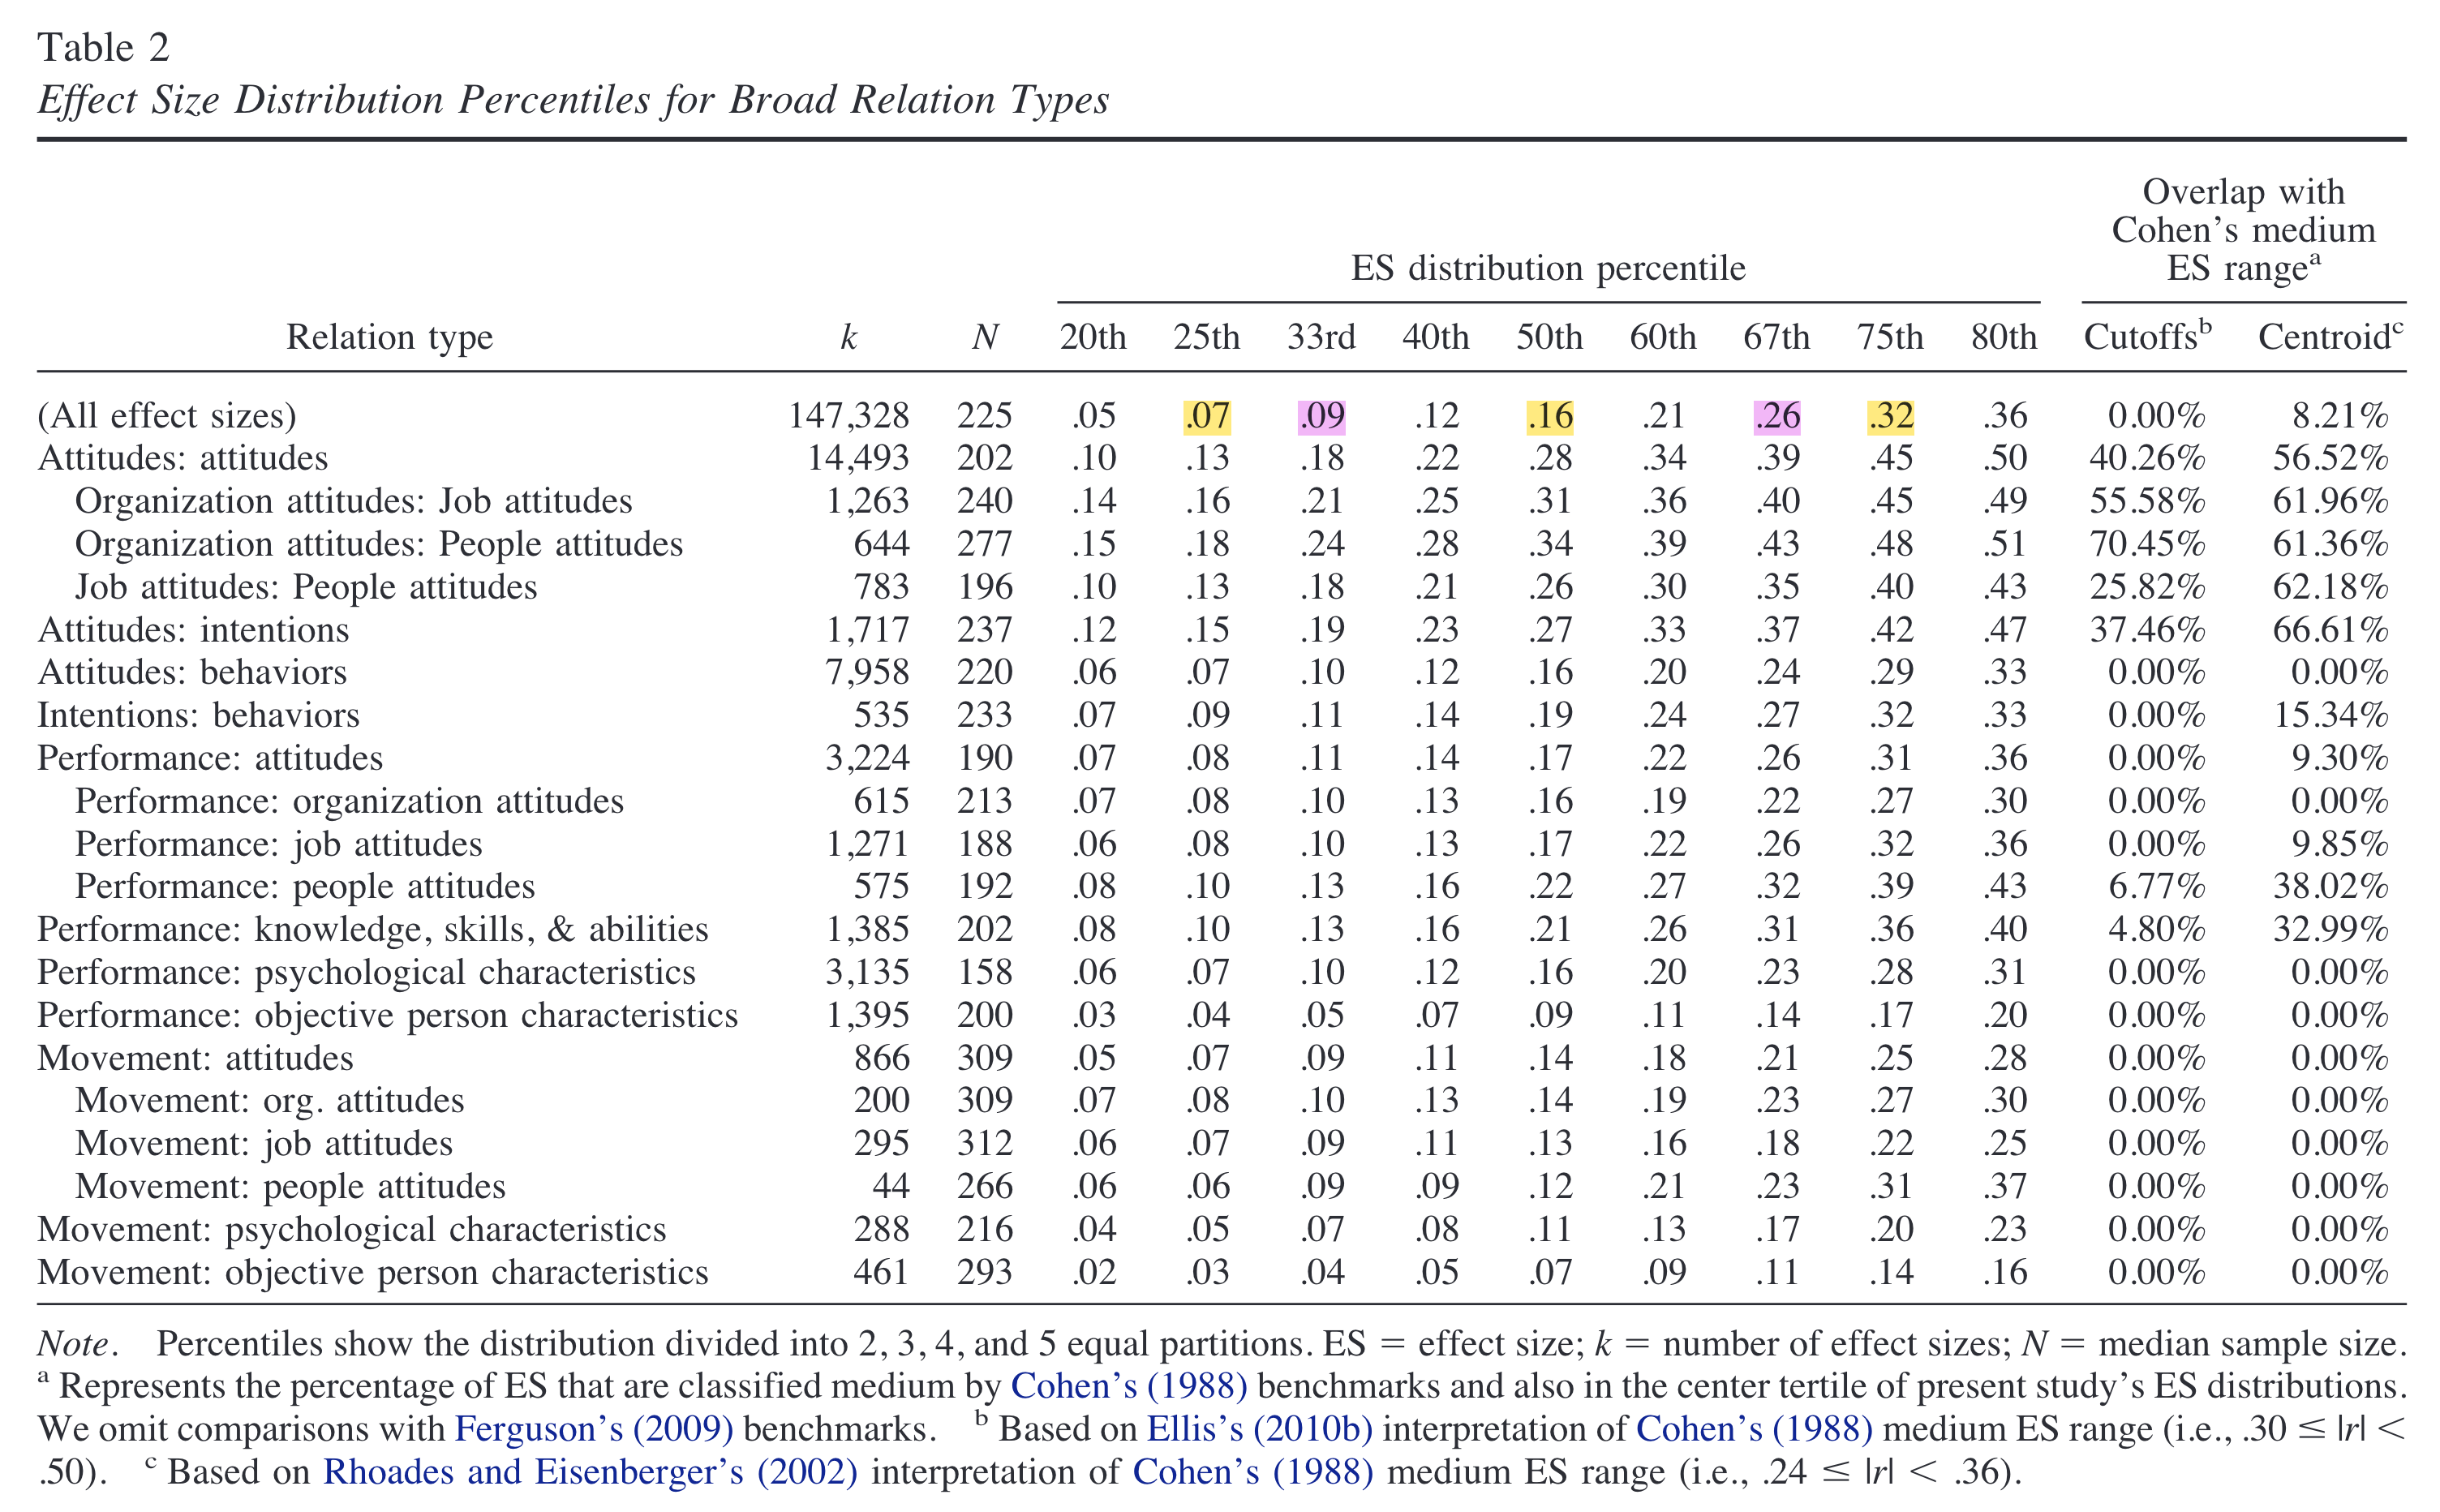 Table 2
Effect Size Distribution Percentiles for Broad Relation Types
Overlap with
Cohen's medium
ES distribution percentile ES rangeᵃ
Relation type k N 20th 25th 33rd 40th 50th 60th 67th 75th 80th Cutoffsᵇ Centroidᶜ
(All effect sizes) 147,328 225 .05 .07 .09 .12 .16 .21 .26 .32 .36 0.00% 8.21%
Attitudes: attitudes 14,493 202 .10 .13 .18 .22 .28 .34 .39 .45 .50 40.26% 56.52%
Organization attitudes: Job attitudes 1,263 240 .14 .16 .21 .25 .31 .36 .40 .45 .49 55.58% 61.96%
Organization attitudes: People attitudes 644 277 .15 .18 .24 .28 .34 .39 .43 .48 .51 70.45% 61.36%
Job attitudes: People attitudes 783 196 .10 .13 .18 .21 .26 .30 .35 .40 .43 25.82% 62.18%
Attitudes: intentions 1,717 237 .12 .15 .19 .23 .27 .33 .37 .42 .47 37.46% 66.61%
Attitudes: behaviors 7,958 220 .06 .07 .10 .12 .16 .20 .24 .29 .33 0.00% 0.00%
Intentions: behaviors 535 233 .07 .09 .11 .14 .19 .24 .27 .32 .33 0.00% 15.34%
Performance: attitudes 3,224 190 .07 .08 .11 .14 .17 .22 .26 .31 .36 0.00% 9.30%
Performance: organization attitudes 615 213 .07 .08 .10 .13 .16 .19 .22 .27 .30 0.00% 0.00%
Performance: job attitudes 1,271 188 .06 .08 .10 .13 .17 .22 .26 .32 .36 0.00% 9.85%
Performance: people attitudes 575 192 .08 .10 .13 .16 .22 .27 .32 .39 .43 6.77% 38.02%
Performance: knowledge, skills, & abilities 1,385 202 .08 .10 .13 .16 .21 .26 .31 .36 .40 4.80% 32.99%
Performance: psychological characteristics 3,135 158 .06 .07 .10 .12 .16 .20 .23 .28 .31 0.00% 0.00%
Performance: objective person characteristics 1,395 200 .03 .04 .05 .07 .09 .11 .14 .17 .20 0.00% 0.00%
Movement: attitudes 866 309 .05 .07 .09 .11 .14 .18 .21 .25 .28 0.00% 0.00%
Movement: org. attitudes 200 309 .07 .08 .10 .13 .14 .19 .23 .27 .30 0.00% 0.00%
Movement: job attitudes 295 312 .06 .07 .09 .11 .13 .16 .18 .22 .25 0.00% 0.00%
Movement: people attitudes 44 266 .06 .06 .09 .09 .12 .21 .23 .31 .37 0.00% 0.00%
Movement: psychological characteristics 288 216 .04 .05 .07 .08 .11 .13 .17 .20 .23 0.00% 0.00%
Movement: objective person characteristics 461 293 .02 .03 .04 .05 .07 .09 .11 .14 .16 0.00% 0.00%
Note. Percentiles show the distribution divided into 2, 3, 4, and 5 equal partitions. ES = effect size; k = number of effect sizes; N = median sample size.
ᵃ Represents the percentage of ES that are classified medium by Cohen's (1988) benchmarks and also in the center tertile of present study's ES distributions.
We omit comparisons with Ferguson's (2009) benchmarks. ᵇ Based on Ellis's (2010b) interpretation of Cohen's (1988) medium ES range (i.e., .30 ≤ |r| <
.50). ᶜ Based on Rhoades and Eisenberger's (2002) interpretation of Cohen's (1988) medium ES range (i.e., .24 ≤ |r| < .36).